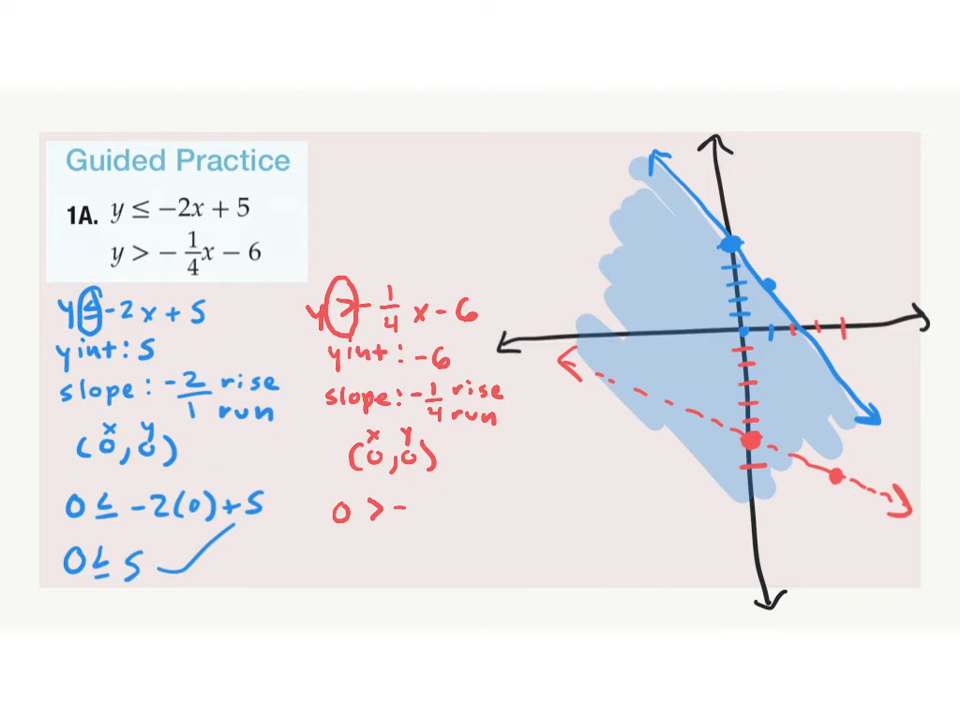 Guided Practice
1A. y ≤ −2x + 5
y > −1/4x − 6
y ≤ -2x + 5
y int: 5
slope: -2/1 rise run
x y
(0, 0)
0 ≤ -2(0)+5
0 ≤ 5 ✓
y > -1/4 x - 6
y int: -6
slope: -1/4 rise run
x y
(0, 0)
0 > -